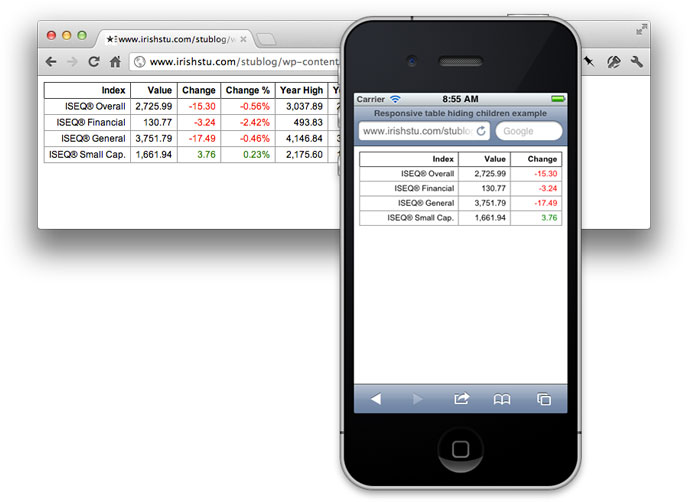 ★ www.irishstu.com/stublog/w
www.irishstu.com/stublog/wp-content
Index Value Change Change % Year High
ISEQ® Overall 2,725.99 -15.30 -0.56% 3,037.89
ISEQ® Financial 130.77 -3.24 -2.42% 493.83
ISEQ® General 3,751.79 -17.49 -0.46% 4,146.84
ISEQ® Small Cap. 1,661.94 3.76 0.23% 2,175.60
Carrier 8:55 AM
Responsive table hiding children example
www.irishstu.com/stublo
Google
Index Value Change
ISEQ® Overall 2,725.99 -15.30
ISEQ® Financial 130.77 -3.24
ISEQ® General 3,751.79 -17.49
ISEQ® Small Cap. 1,661.94 3.76